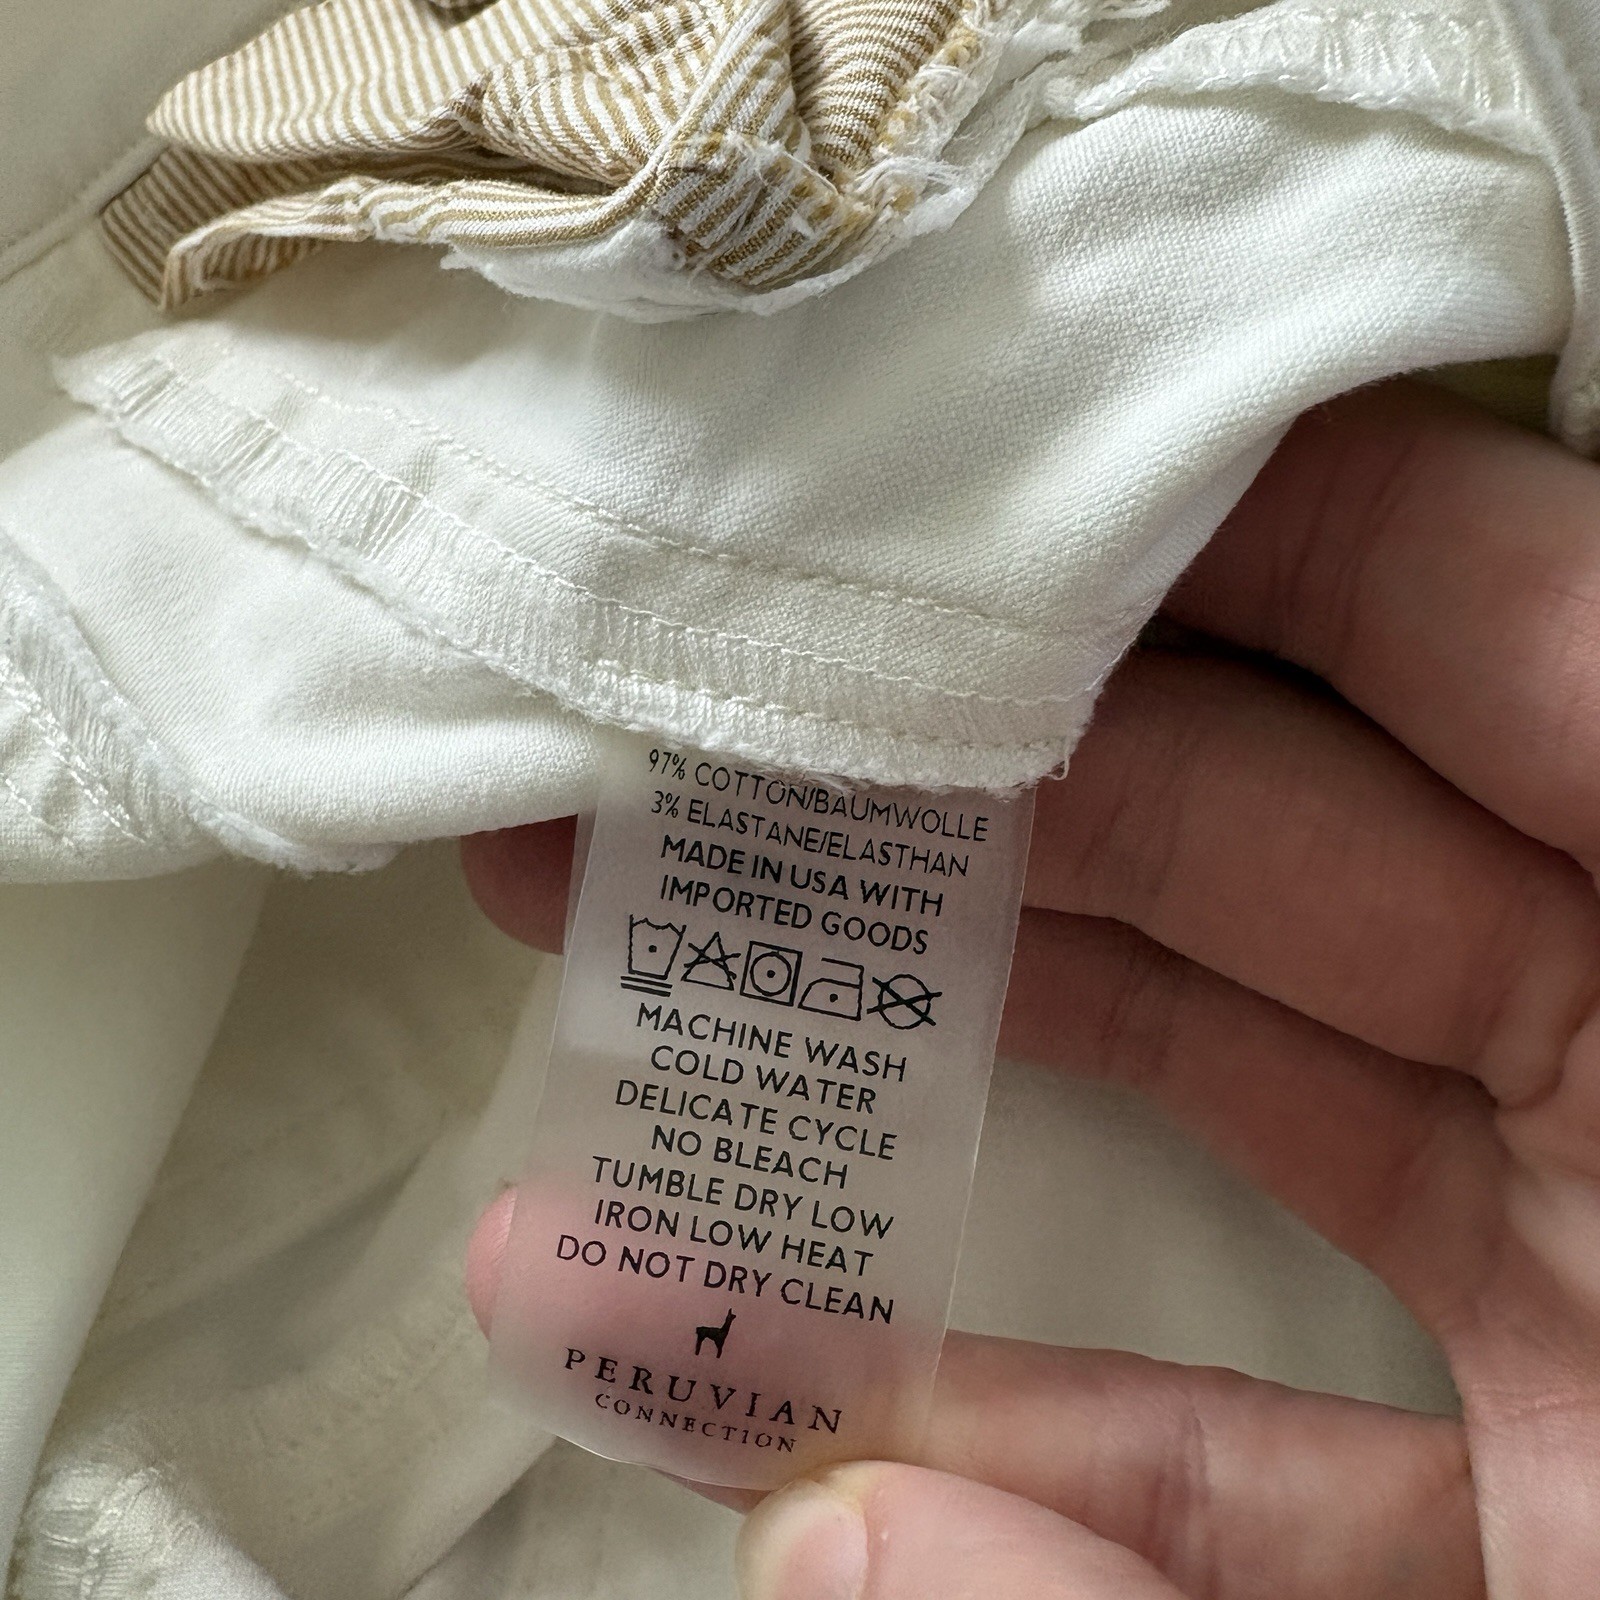 97% COTTON/BAUMWOLLE
3% ELASTANE/ELASTHAN
MADE IN USA WITH
IMPORTED GOODS
MACHINE WASH
COLD WATER
DELICATE CYCLE
NO BLEACH
TUMBLE DRY LOW
IRON LOW HEAT
DO NOT DRY CLEAN
PERUVIAN
CONNECTION